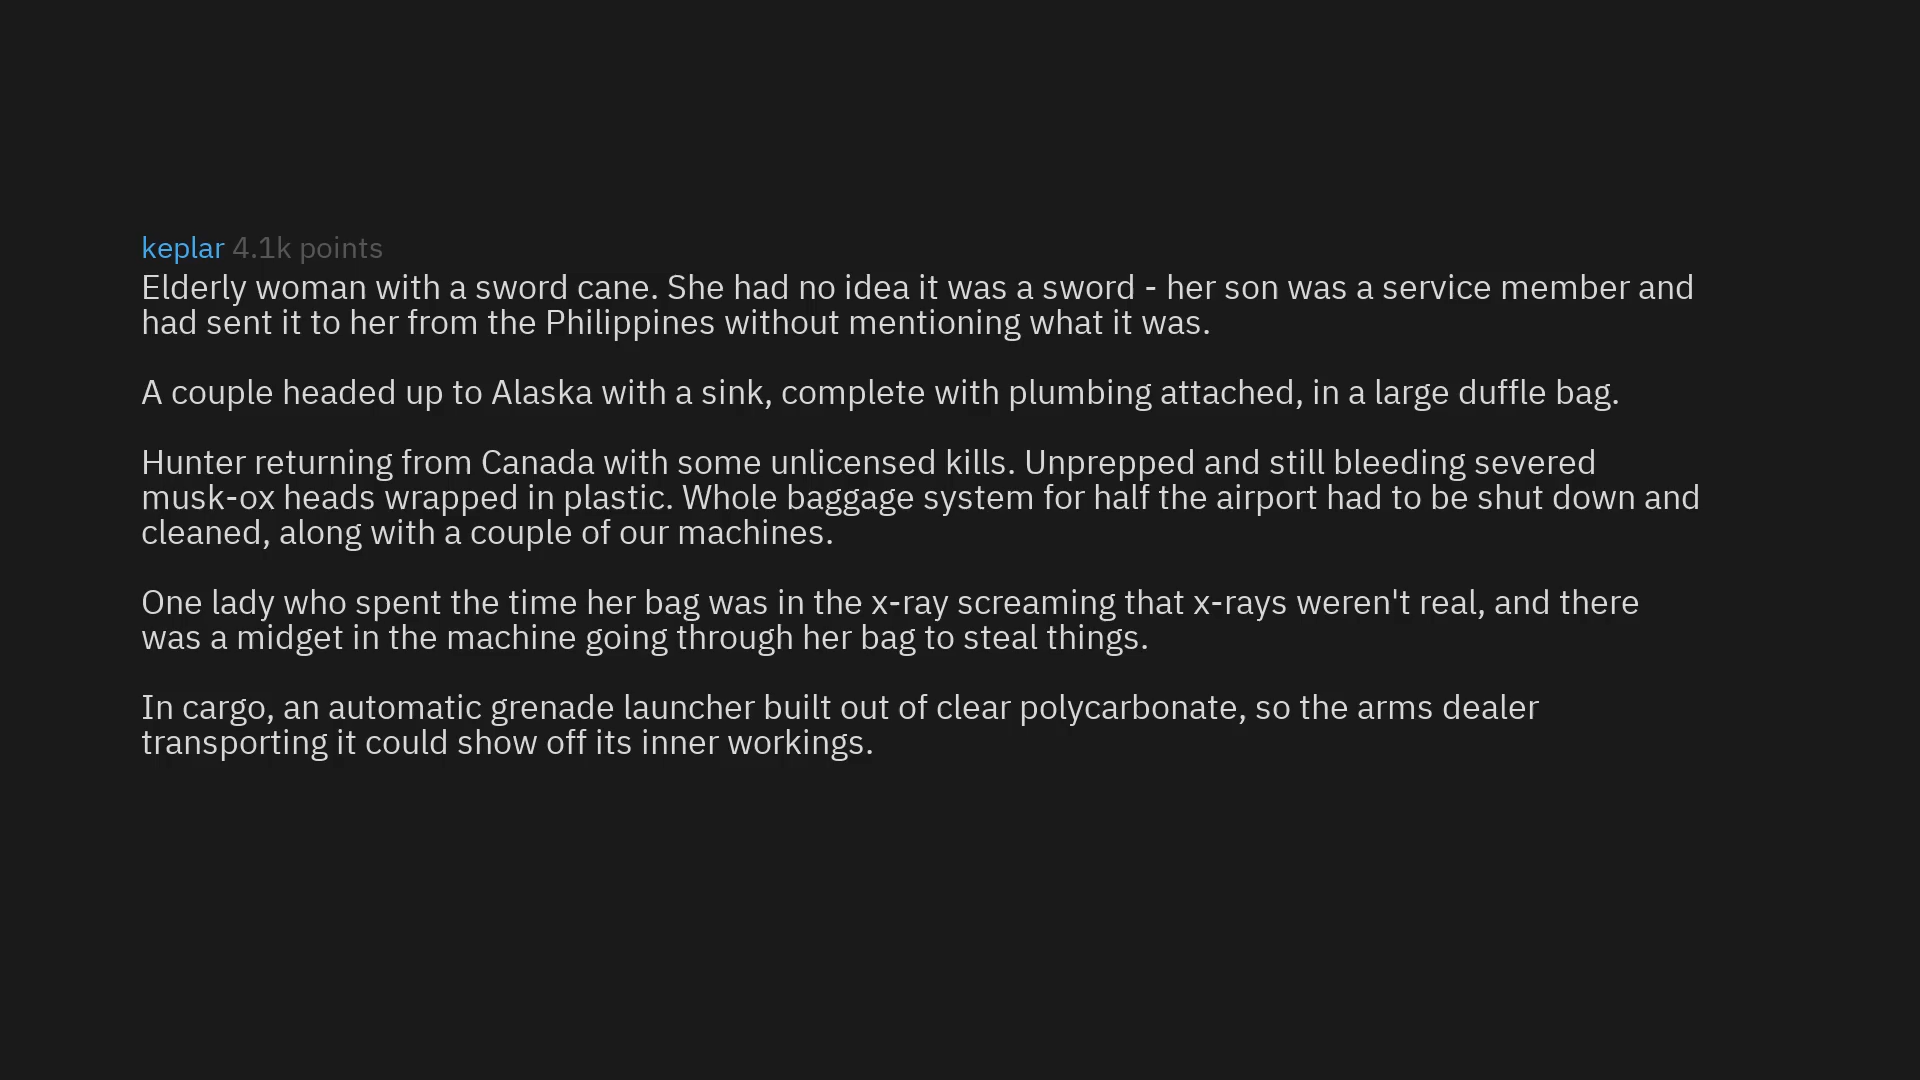 keplar 4.1k points
Elderly woman with a sword cane. She had no idea it was a sword - her son was a service member and
had sent it to her from the Philippines without mentioning what it was.
A couple headed up to Alaska with a sink, complete with plumbing attached, in a large duffle bag.
Hunter returning from Canada with some unlicensed kills. Unprepped and still bleeding severed
musk-ox heads wrapped in plastic. Whole baggage system for half the airport had to be shut down and
cleaned, along with a couple of our machines.
One lady who spent the time her bag was in the x-ray screaming that x-rays weren't real, and there
was a midget in the machine going through her bag to steal things.
In cargo, an automatic grenade launcher built out of clear polycarbonate, so the arms dealer
transporting it could show off its inner workings.